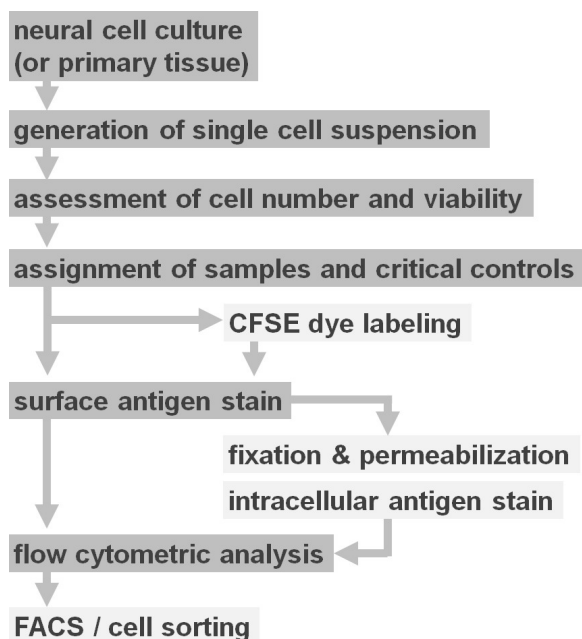 neural cell culture
(or primary tissue)
generation of single cell suspension
assessment of cell number and viability
assignment of samples and critical controls
CFSE dye labeling
surface antigen stain
fixation & permeabilization
intracellular antigen stain
flow cytometric analysis
FACS / cell sorting